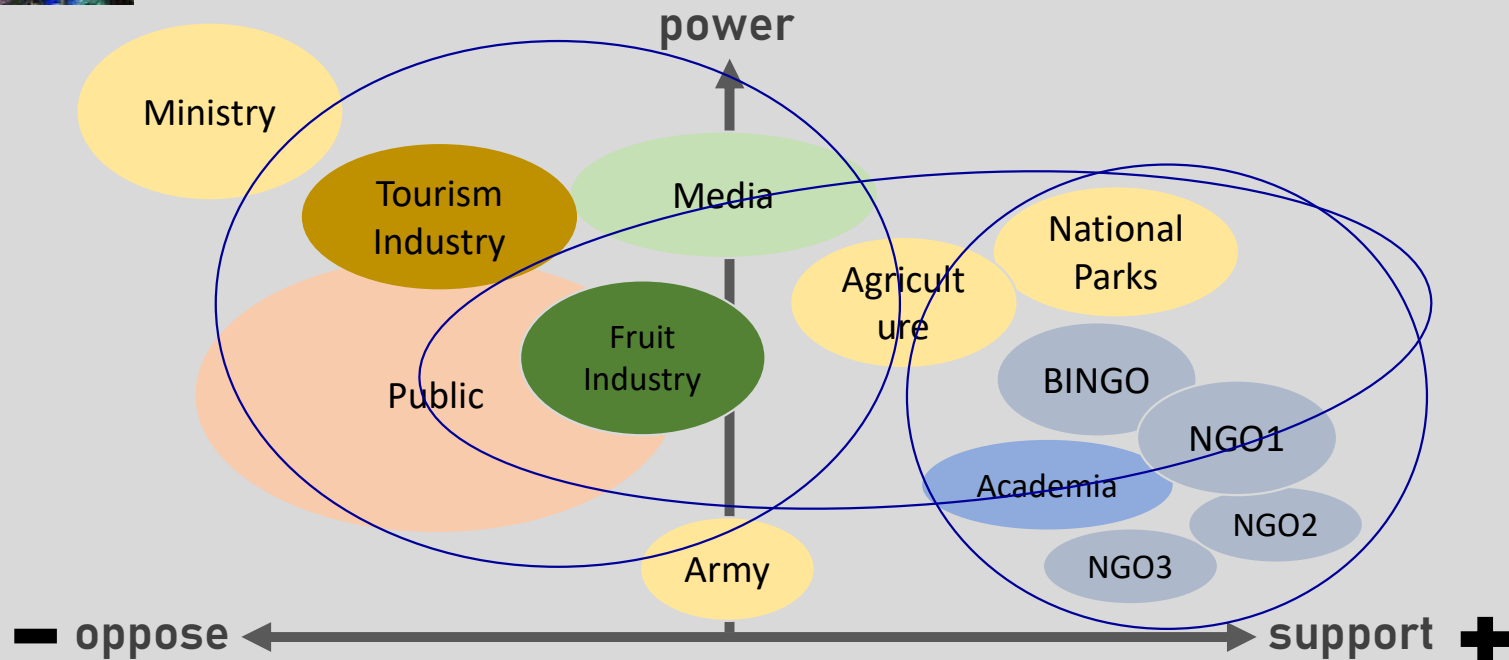 power
Ministry
Tourism
Industry
Media
National
Parks
Agricult
ure
Fruit
Industry
Public
BINGO
NGO1
Academia
NGO2
NGO3
Army
− oppose
support +